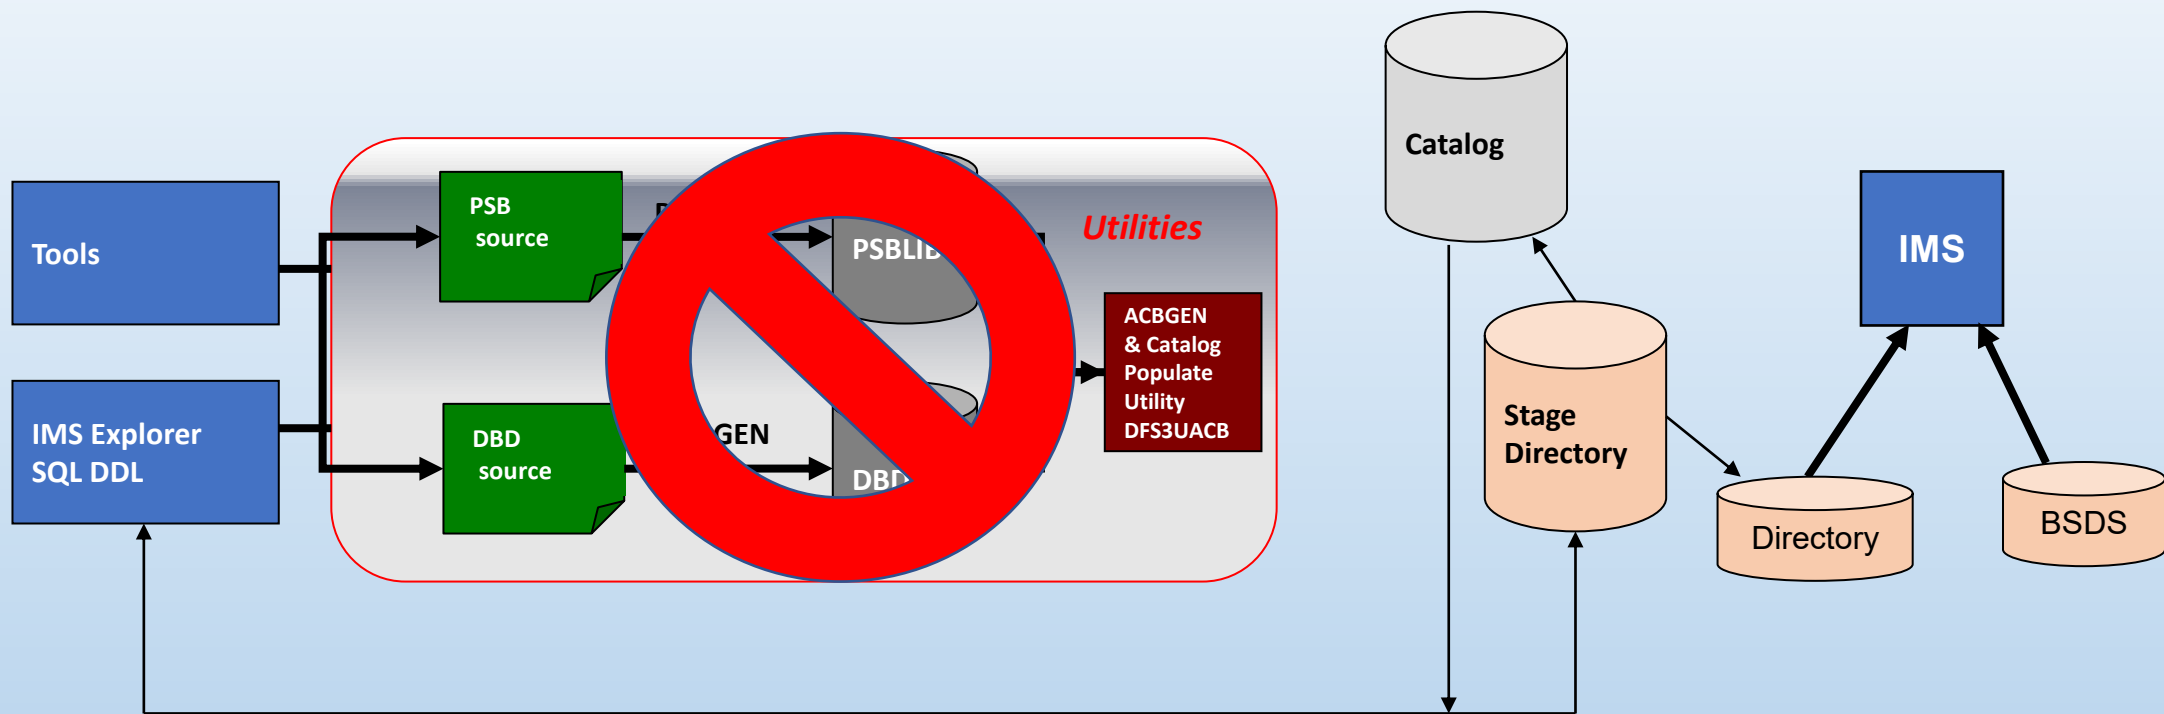 Catalog
PSB
source
Utilities
Tools
PSBLIB
IMS
ACBGEN
& Catalog
Populate
Utility
DFS3UACB
IMS Explorer
SQL DDL
DBD
source
GEN
DBD
Stage
Directory
Directory
BSDS